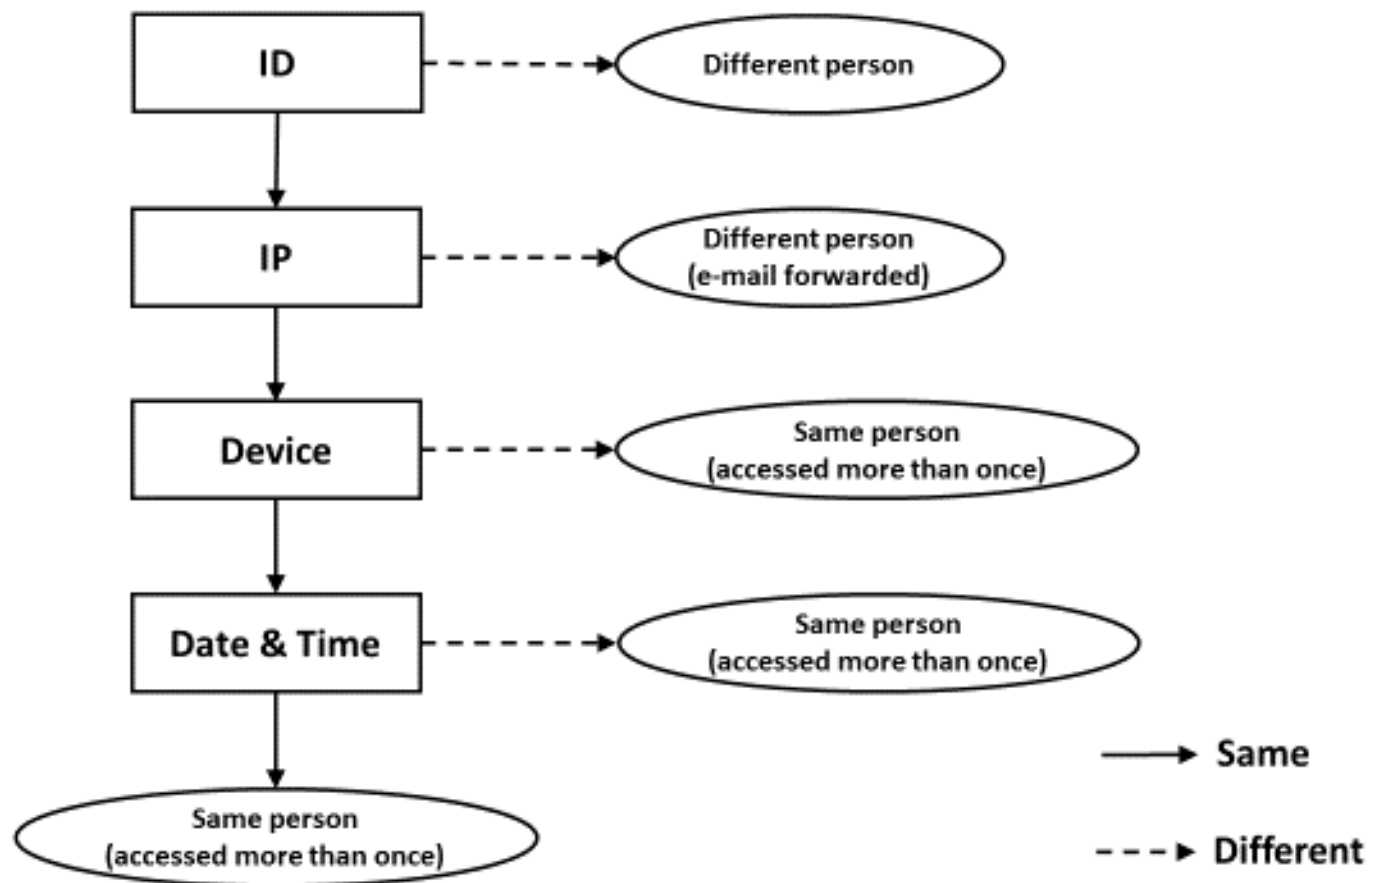 ID
Different person
IP
Different person
(e-mail forwarded)
Device
Same person
(accessed more than once)
Date & Time
Same person
(accessed more than once)
Same person
(accessed more than once)
Same
Different